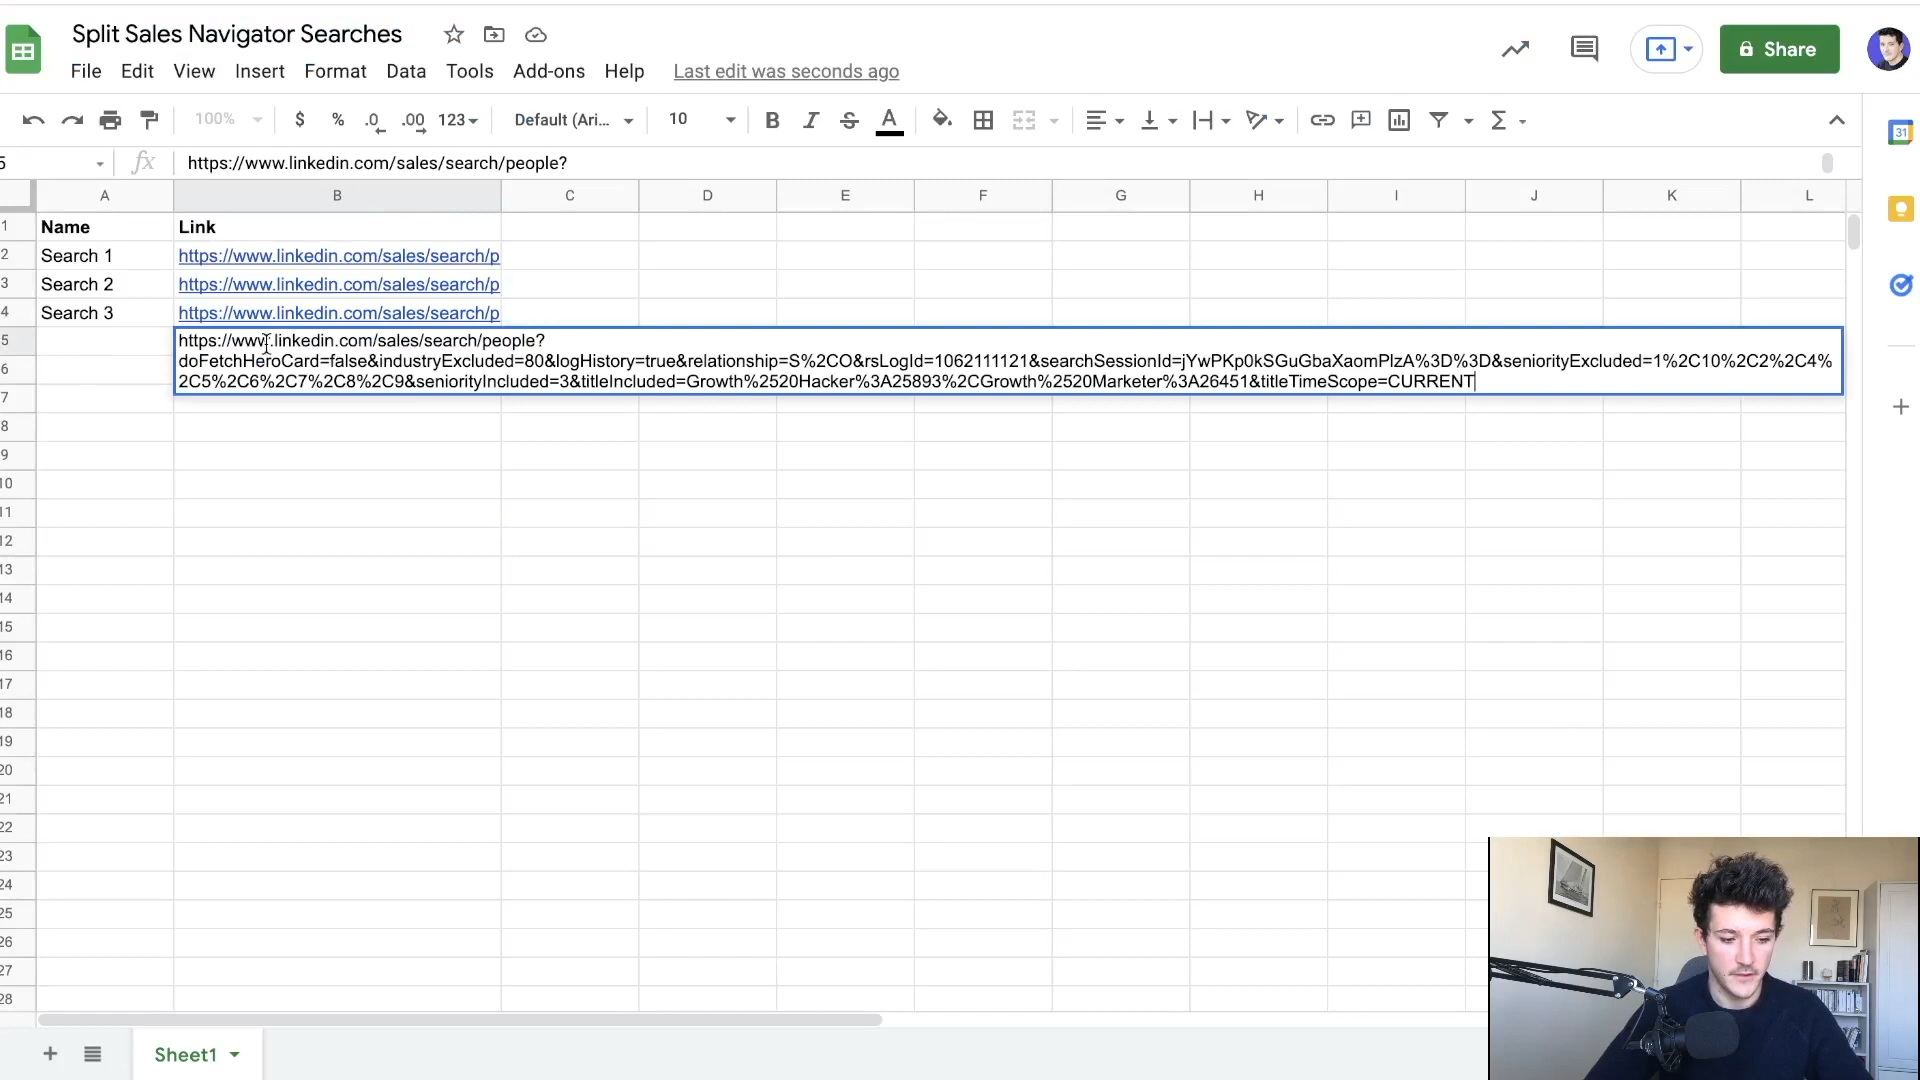 Split Sales Navigator Searches
Share
File Edit View Insert Format Data Tools Add-ons Help Last edit was seconds ago
100% $ % .0 .00 123 Default (Ari... 10 B I S A Σ
31
5 fx https://www.linkedin.com/sales/search/people?
A B C D E F G H I J K L
1 Name Link
2 Search 1 https://www.linkedin.com/sales/search/p
3 Search 2 https://www.linkedin.com/sales/search/p
4 Search 3 https://www.linkedin.com/sales/search/p
5 https://www.linkedin.com/sales/search/people?
6 doFetchHeroCard=false&industryExcluded=80&logHistory=true&relationship=S%2CO&rsLogId=1062111121&searchSessionId=jYwPKp0kSGuGbaXaomPlzA%3D%3D&seniorityExcluded=1%2C10%2C2%2C4%
2C5%2C6%2C7%2C8%2C9&seniorityIncluded=3&titleIncluded=Growth%2520Hacker%3A25893%2CGrowth%2520Marketer%3A26451&titleTimeScope=CURRENT
7
8
9
10
11
12
13
14
15
16
17
18
19
20
21
22
23
24
25
26
27
28
Sheet1